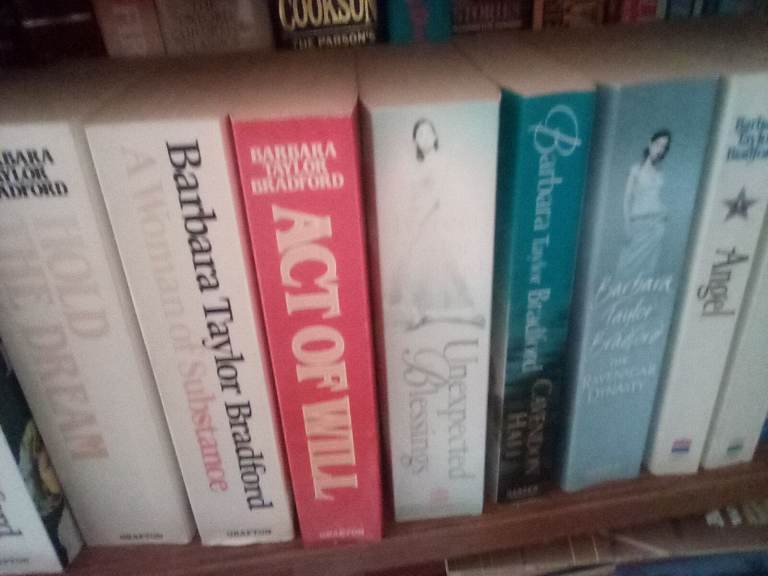 COOKSON
THE PARSON'S
STORIES
BARBARA
TAYLOR
BRADFORD
HOLD
THE DREAM
GRAFTON
Barbara Taylor Bradford
A Woman of Substance
GRAFTON
BARBARA
TAYLOR
BRADFORD
ACT OF WILL
GRAFTON
Unexpected
Blessings
Barbara Taylor Bradford
CAVENDON
HALL
Barbara
Taylor
Bradford
THE
RAVENSCAR
DYNASTY
Barbara
Taylor
Bradford
Angel